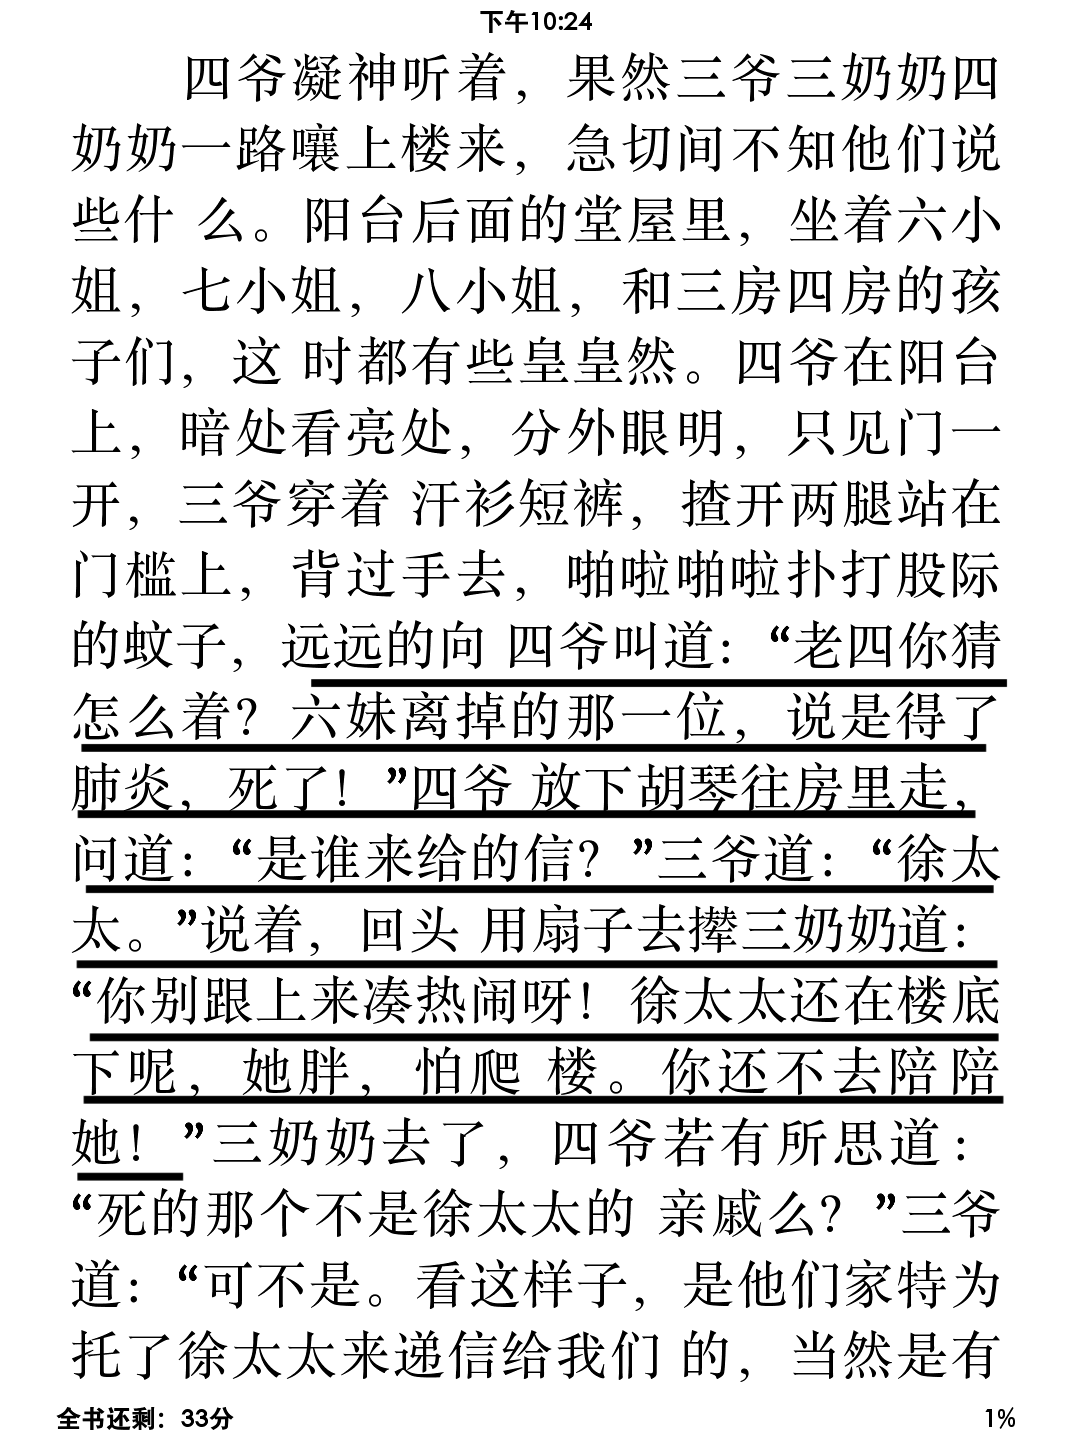 下午10:24
四爷凝神听着，果然三爷三奶奶四
奶奶一路嚷上楼来，急切间不知他们说
些什 么。阳台后面的堂屋里，坐着六小
姐，七小姐，八小姐，和三房四房的孩
子们，这 时都有些皇皇然。四爷在阳台
上，暗处看亮处，分外眼明，只见门一
开，三爷穿着 汗衫短裤，揸开两腿站在
门槛上，背过手去，啪啦啪啦扑打股际
的蚊子，远远的向 四爷叫道：“老四你猜
怎么着？六妹离掉的那一位，说是得了
肺炎，死了！”四爷 放下胡琴往房里走，
问道：“是谁来给的信？”三爷道：“徐太
太。”说着，回头 用扇子去撵三奶奶道：
“你别跟上来凑热闹呀！徐太太还在楼底
下呢，她胖，怕爬 楼。你还不去陪陪
她！”三奶奶去了，四爷若有所思道：
“死的那个不是徐太太的 亲戚么？”三爷
道：“可不是。看这样子，是他们家特为
托了徐太太来递信给我们 的，当然是有
全书还剩：33分
1%